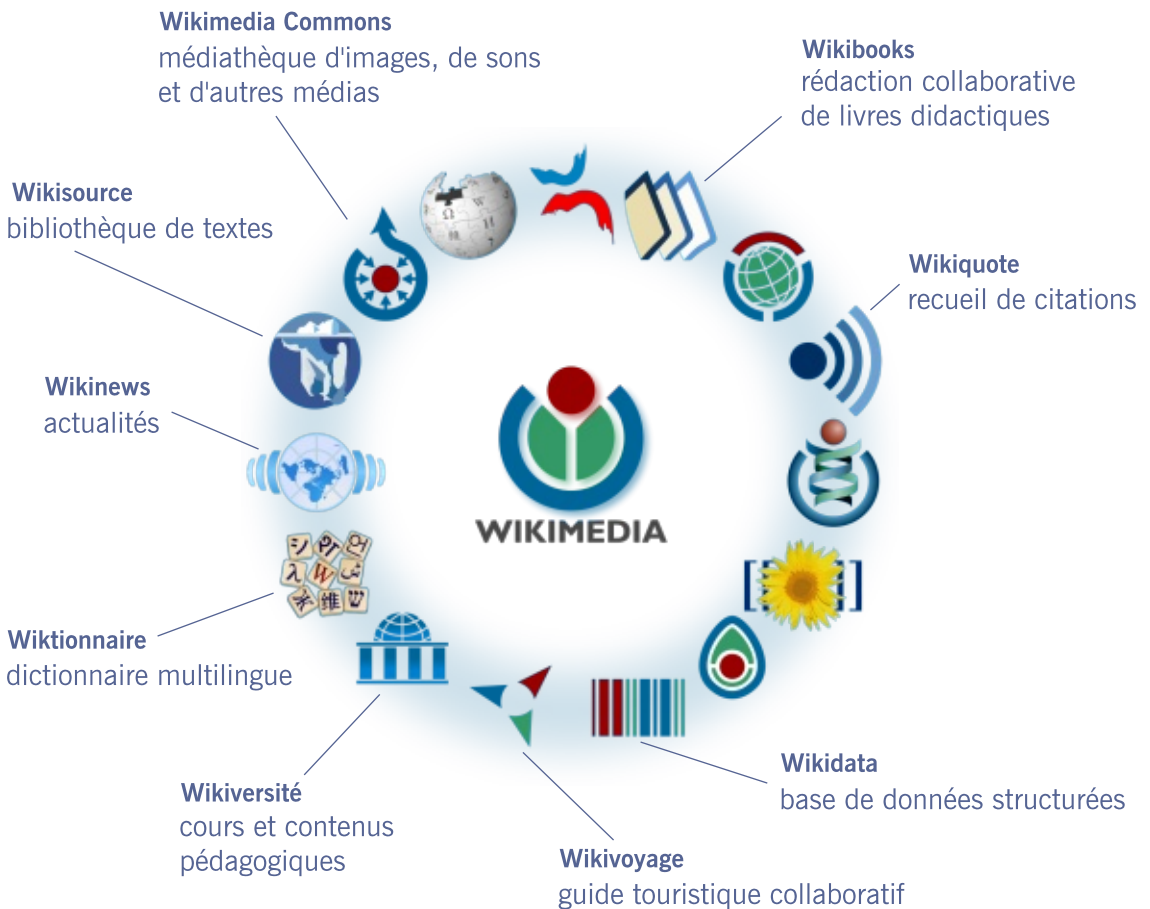 Wikimedia Commons
médiathèque d'images, de sons
et d'autres médias
Wikibooks
rédaction collaborative
de livres didactiques
Wikisource
bibliothèque de textes
Wikiquote
recueil de citations
Wikinews
actualités
WIKIMEDIA
Wiktionnaire
dictionnaire multilingue
Wikiversité
cours et contenus
pédagogiques
Wikidata
base de données structurées
Wikivoyage
guide touristique collaboratif